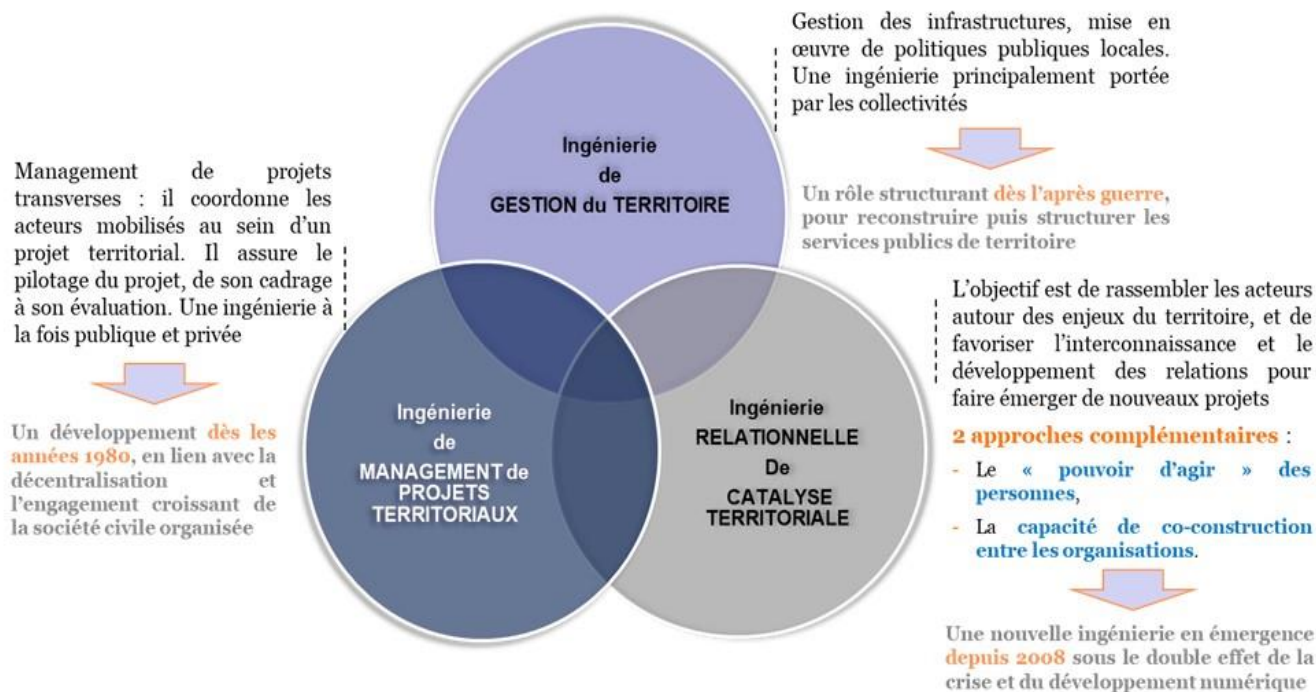 Gestion des infrastructures, mise en
œuvre de politiques publiques locales.
Une ingénierie principalement portée
par les collectivités
Un rôle structurant dès l’après guerre,
pour reconstruire puis structurer les
services publics de territoire
Ingénierie
de
GESTION du TERRITOIRE
Management de projets
transverses : il coordonne les
acteurs mobilisés au sein d’un
projet territorial. Il assure le
pilotage du projet, de son cadrage
à son évaluation. Une ingénierie à
la fois publique et privée
Un développement dès les
années 1980, en lien avec la
décentralisation et
l’engagement croissant de
la société civile organisée
Ingénierie
de
MANAGEMENT de
PROJETS
TERRITORIAUX
Ingénierie
RELATIONNELLE
De
CATALYSE
TERRITORIALE
L’objectif est de rassembler les acteurs
autour des enjeux du territoire, et de
favoriser l’interconnaissance et le
développement des relations pour
faire émerger de nouveaux projets
2 approches complémentaires :
- Le « pouvoir d’agir » des
personnes,
- La capacité de co-construction
entre les organisations.
Une nouvelle ingénierie en émergence
depuis 2008 sous le double effet de la
crise et du développement numérique